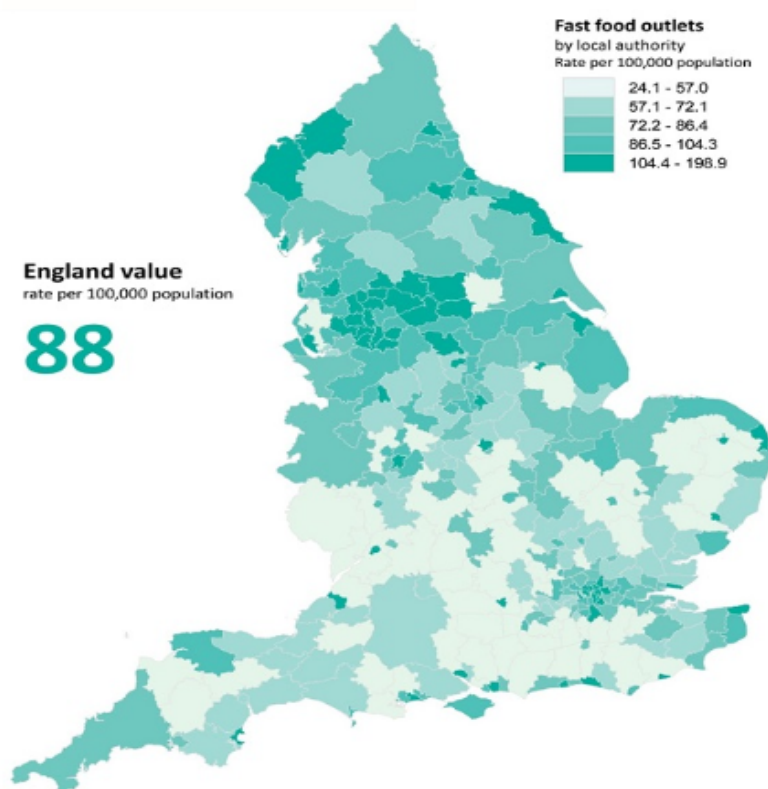 Fast food outlets
by local authority
Rate per 100,000 population
24.1 - 57.0
57.1 - 72.1
72.2 - 86.4
86.5 - 104.3
104.4 - 198.9
England value
rate per 100,000 population
88